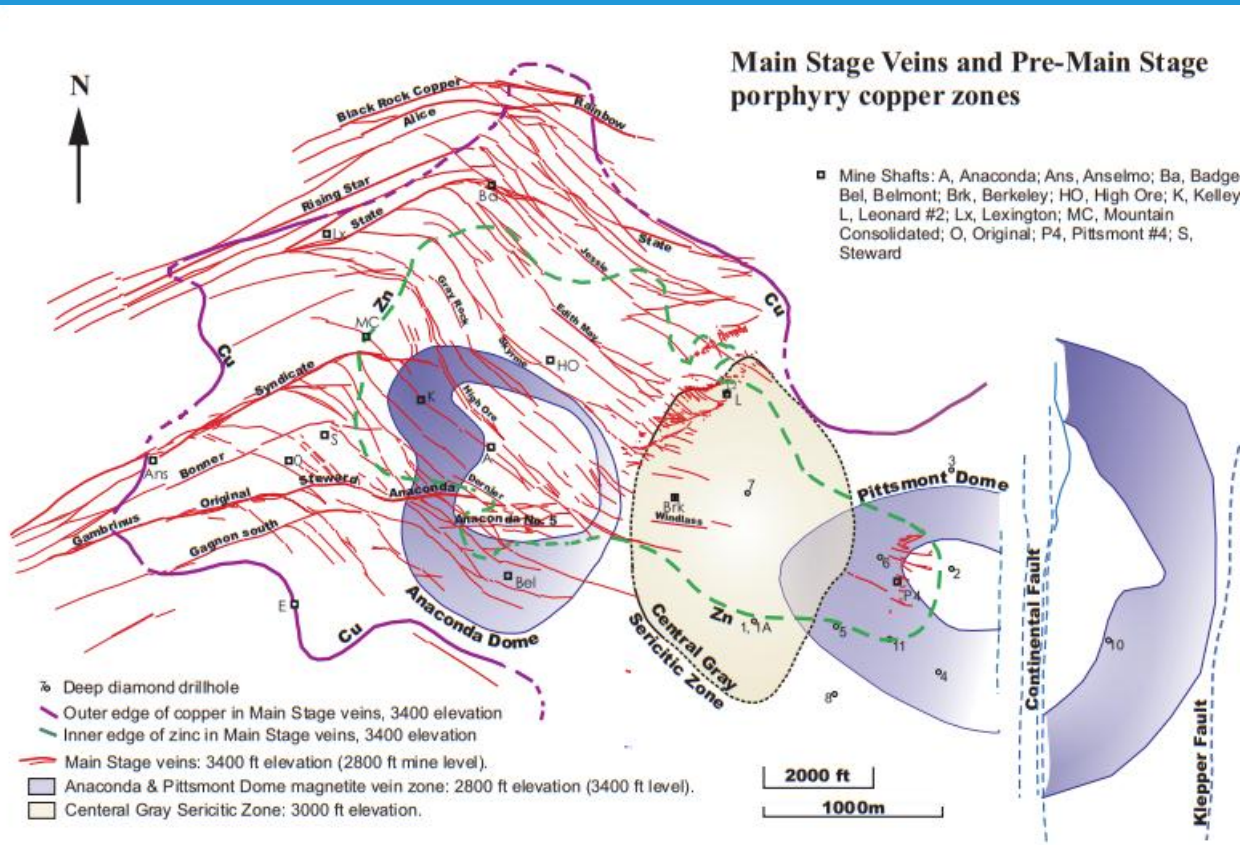 Main Stage Veins and Pre-Main Stage
porphyry copper zones
N
Mine Shafts: A, Anaconda; Ans, Anselmo; Ba, Badge
Bel, Belmont; Brk, Berkeley; HO, High Ore; K, Kelley
L, Leonard #2; Lx, Lexington; MC, Mountain
Consolidated; O, Original; P4, Pittsmont #4; S,
Steward
Black Rock Copper
Rainbow
Alice
Rising Star
Ba
State
Lx
State
Jessie
Zn
Cu
Gray Rock
Edith May
MC
Skyrme
HO
Cu
Syndicate
K
High Ore
L
S
A
3
Ans
Bonner
O
Steward
Dernier
Pittsmont Dome
Anaconda
7
Original
Brk
Gambrinus
Anaconda No. 5
Windlass
Gagnon south
6
2
Bel
P4
E
Anaconda Dome
Zn
1, 1A
Cu
Central Gray
Sericitic Zone
5
11
10
4
8
Continental Fault
Klepper Fault
7 Deep diamond drillhole
Outer edge of copper in Main Stage veins, 3400 elevation
Inner edge of zinc in Main Stage veins, 3400 elevation
Main Stage veins: 3400 ft elevation (2800 ft mine level).
Anaconda & Pittsmont Dome magnetite vein zone: 2800 ft elevation (3400 ft level).
Centeral Gray Sericitic Zone: 3000 ft elevation.
2000 ft
1000m